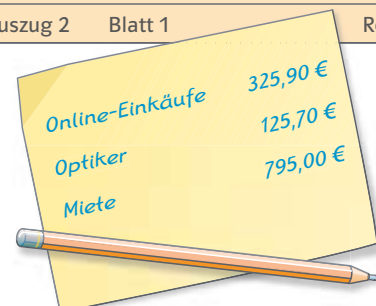 uszug 2 Blatt 1
Online-Einkäufe 325,90 €
Optiker 125,70 €
Miete 795,00 €